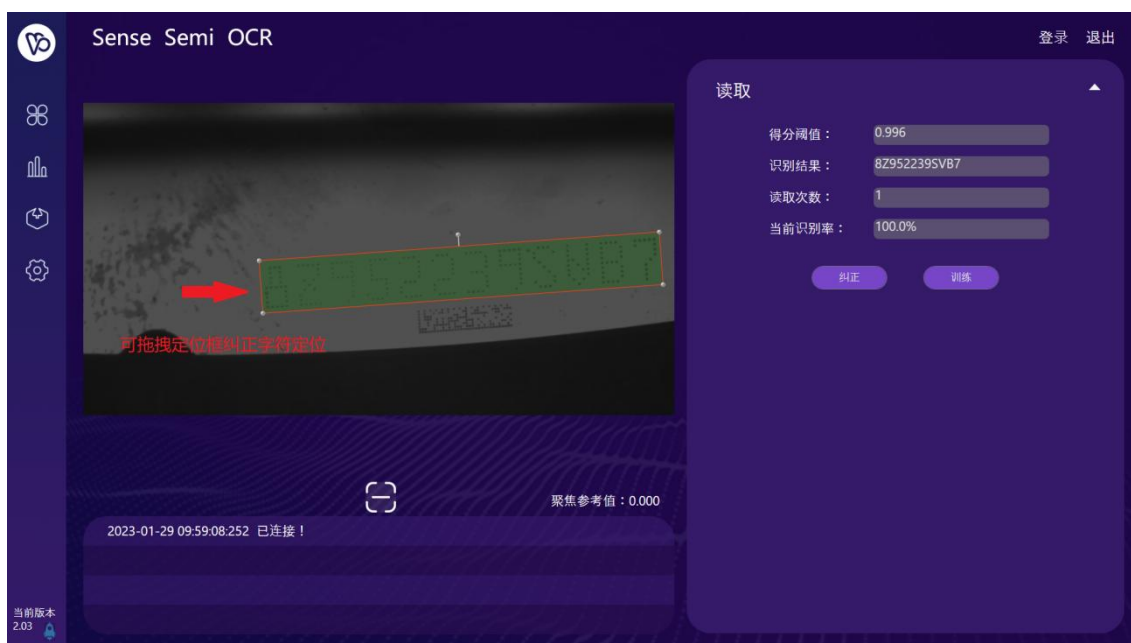 Sense Semi OCR
登录 退出
读取
得分阈值： 0.996
识别结果： 8Z952239SVB7
读取次数： 1
当前识别率： 100.0%
纠正 训练
8Z952239SVB7
可拖拽定位框纠正字符定位
聚焦参考值：0.000
2023-01-29 09:59:08:252 已连接！
当前版本
2.03